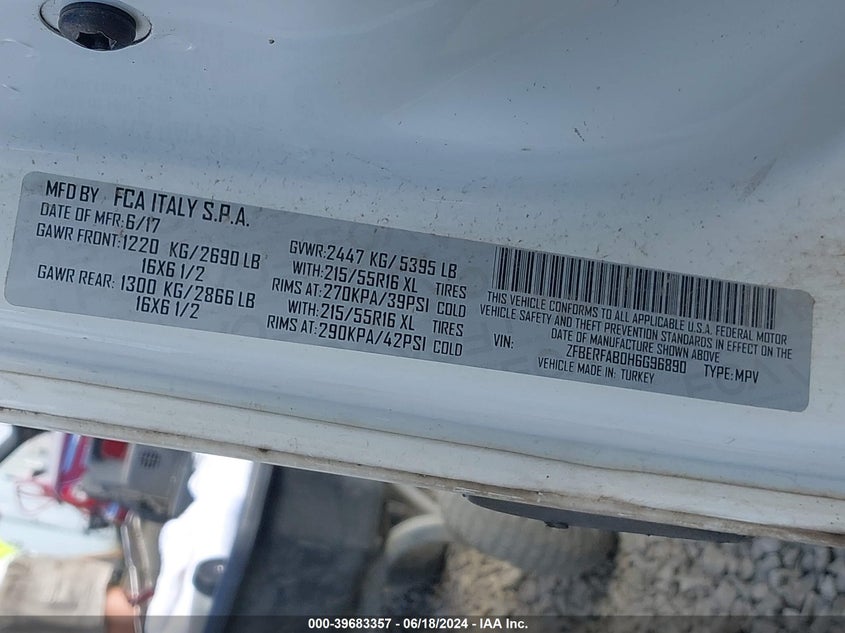 MFD BY FCA ITALY S.P.A.
DATE OF MFR:6/17
GAWR FRONT:1220 KG/2690 LB
16X6 1/2
GAWR REAR: 1300 KG/2866 LB
16X6 1/2
GVWR:2447 KG/5395 LB
WITH:215/55R16 XL TIRES
RIMS AT:270KPA/39PSI COLD
WITH:215/55R16 XL TIRES
RIMS AT:290KPA/42PSI COLD
THIS VEHICLE CONFORMS TO ALL APPLICABLE U.S.A. FEDERAL MOTOR
VEHICLE SAFETY AND THEFT PREVENTION STANDARDS IN EFFECT ON THE
DATE OF MANUFACTURE SHOWN ABOVE
VIN: ZFBERFAB0H6G96890 TYPE:MPV
VEHICLE MADE IN: TURKEY
000-39683357 - 06/18/2024 - IAA Inc.